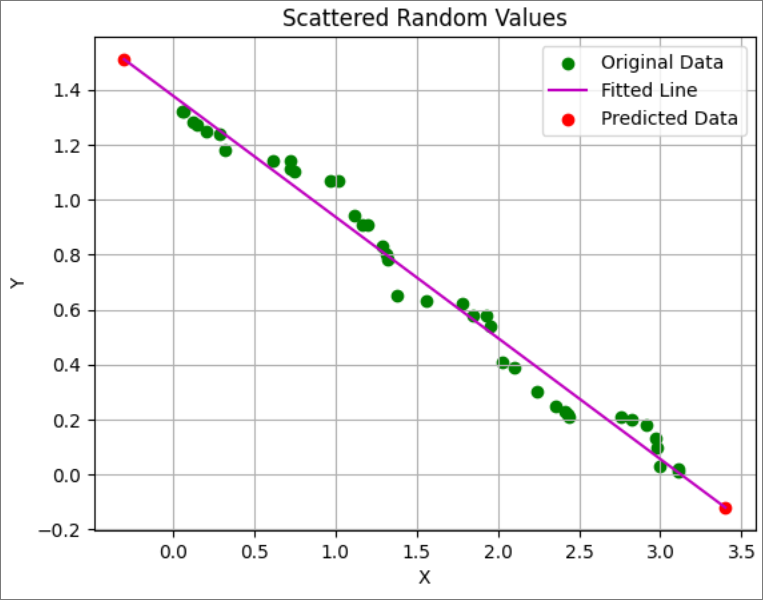 Scattered Random Values
Original Data
Fitted Line
Predicted Data
1.4
1.2
1.0
0.8
0.6
0.4
0.2
0.0
−0.2
Y
0.0 0.5 1.0 1.5 2.0 2.5 3.0 3.5
X